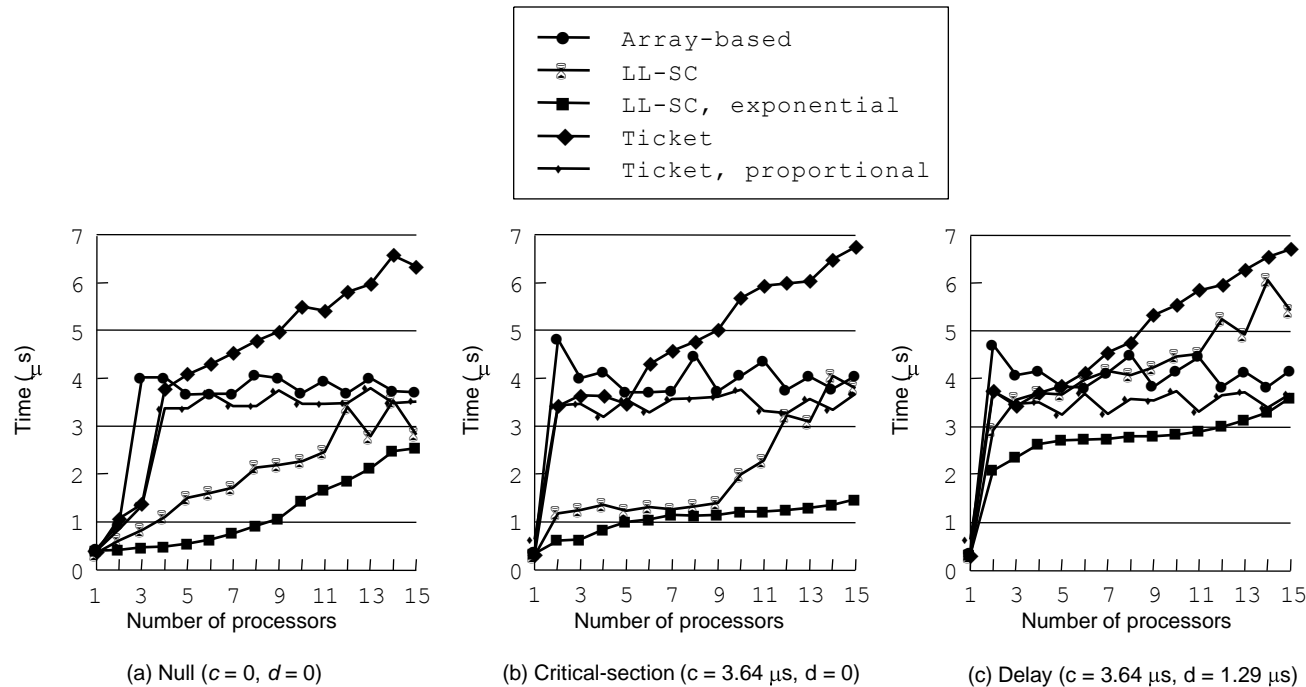 Array-based
LL-SC
LL-SC, exponential
Ticket
Ticket, proportional
Time (μs)
7
6
5
4
3
2
1
0
1 3 5 7 9 11 13 15
Number of processors
(a) Null (c = 0, d = 0)
Time (μs)
7
6
5
4
3
2
1
0
1 3 5 7 9 11 13 15
Number of processors
(b) Critical-section (c = 3.64 μs, d = 0)
Time (μs)
7
6
5
4
3
2
1
0
1 3 5 7 9 11 13 15
Number of processors
(c) Delay (c = 3.64 μs, d = 1.29 μs)